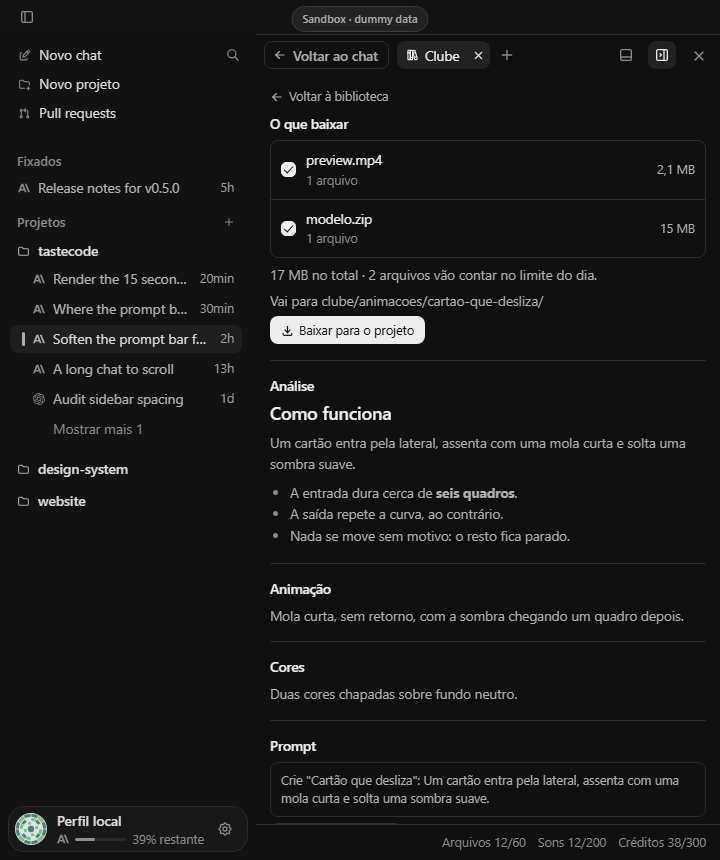 Sandbox · dummy data
Novo chat
Novo projeto
Pull requests
Fixados
Release notes for v0.5.0 5h
Projetos
tastecode
Render the 15 secon... 20min
Where the prompt b... 30min
Soften the prompt bar f... 2h
A long chat to scroll 13h
Audit sidebar spacing 1d
Mostrar mais 1
design-system
website
Perfil local
39% restante
Voltar ao chat
Clube
Voltar à biblioteca
O que baixar
preview.mp4
1 arquivo
2,1 MB
modelo.zip
1 arquivo
15 MB
17 MB no total · 2 arquivos vão contar no limite do dia.
Vai para clube/animacoes/cartao-que-desliza/
Baixar para o projeto
Análise
Como funciona
Um cartão entra pela lateral, assenta com uma mola curta e solta uma
sombra suave.
A entrada dura cerca de seis quadros.
A saída repete a curva, ao contrário.
Nada se move sem motivo: o resto fica parado.
Animação
Mola curta, sem retorno, com a sombra chegando um quadro depois.
Cores
Duas cores chapadas sobre fundo neutro.
Prompt
Crie "Cartão que desliza": Um cartão entra pela lateral, assenta com uma
mola curta e solta uma sombra suave.
Arquivos 12/60 Sons 12/200 Créditos 38/300